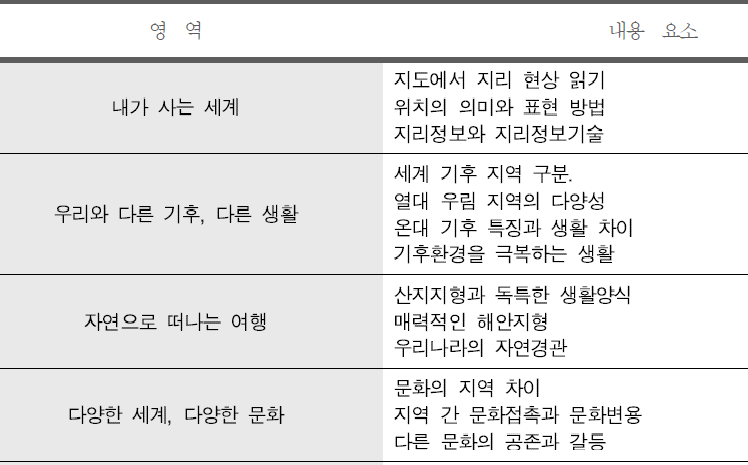 영 역 내용 요소
내가 사는 세계
지도에서 지리 현상 읽기
위치의 의미와 표현 방법
지리정보와 지리정보기술
우리와 다른 기후, 다른 생활
세계 기후 지역 구분.
열대 우림 지역의 다양성
온대 기후 특징과 생활 차이
기후환경을 극복하는 생활
자연으로 떠나는 여행
산지지형과 독특한 생활양식
매력적인 해안지형
우리나라의 자연경관
다양한 세계, 다양한 문화
문화의 지역 차이
지역 간 문화접촉과 문화변용
다른 문화의 공존과 갈등